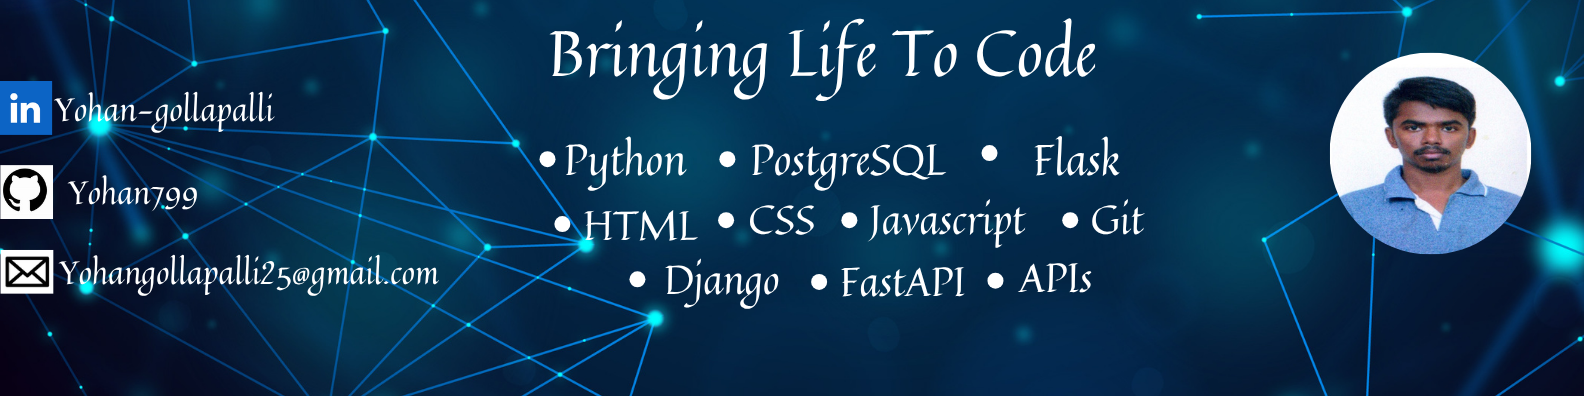 Bringing Life To Code
in Yohan-gollapalli
Yohan799
Yohangollapalli25@gmail.com
• Python • PostgreSQL • Flask
• HTML • CSS • Javascript • Git
• Django • FastAPI • APIs